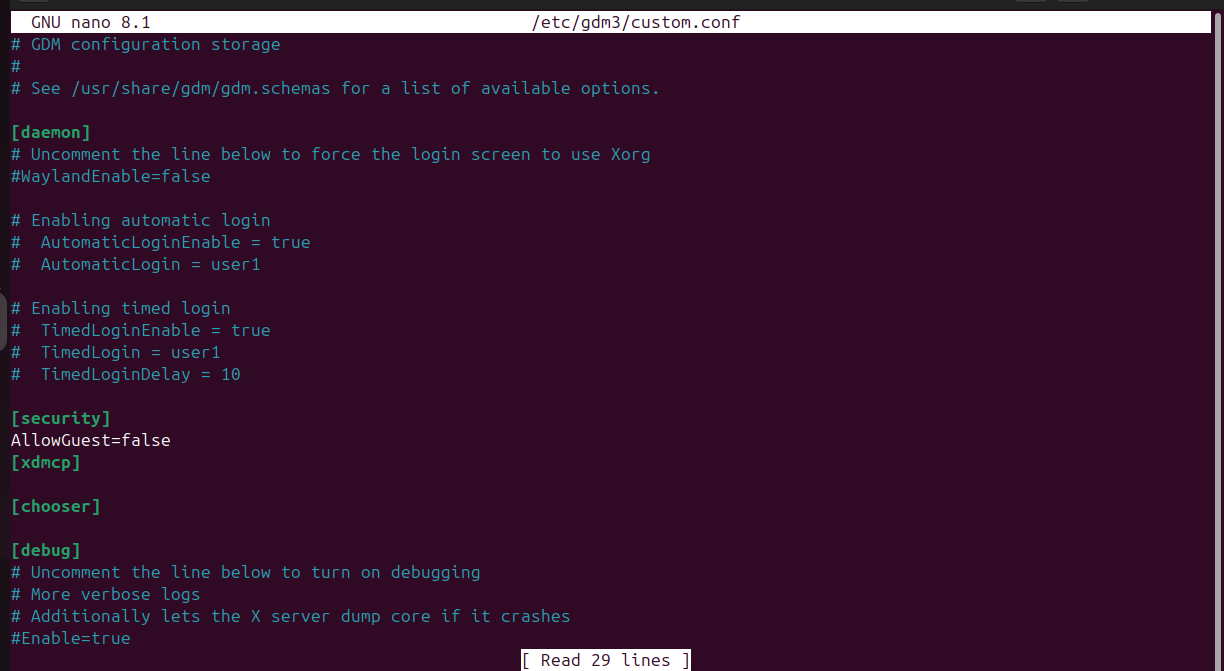 GNU nano 8.1 /etc/gdm3/custom.conf
# GDM configuration storage
#
# See /usr/share/gdm/gdm.schemas for a list of available options.
[daemon]
# Uncomment the line below to force the login screen to use Xorg
#WaylandEnable=false
# Enabling automatic login
#  AutomaticLoginEnable = true
#  AutomaticLogin = user1
# Enabling timed login
#  TimedLoginEnable = true
#  TimedLogin = user1
#  TimedLoginDelay = 10
[security]
AllowGuest=false
[xdmcp]
[chooser]
[debug]
# Uncomment the line below to turn on debugging
# More verbose logs
# Additionally lets the X server dump core if it crashes
#Enable=true
[ Read 29 lines ]